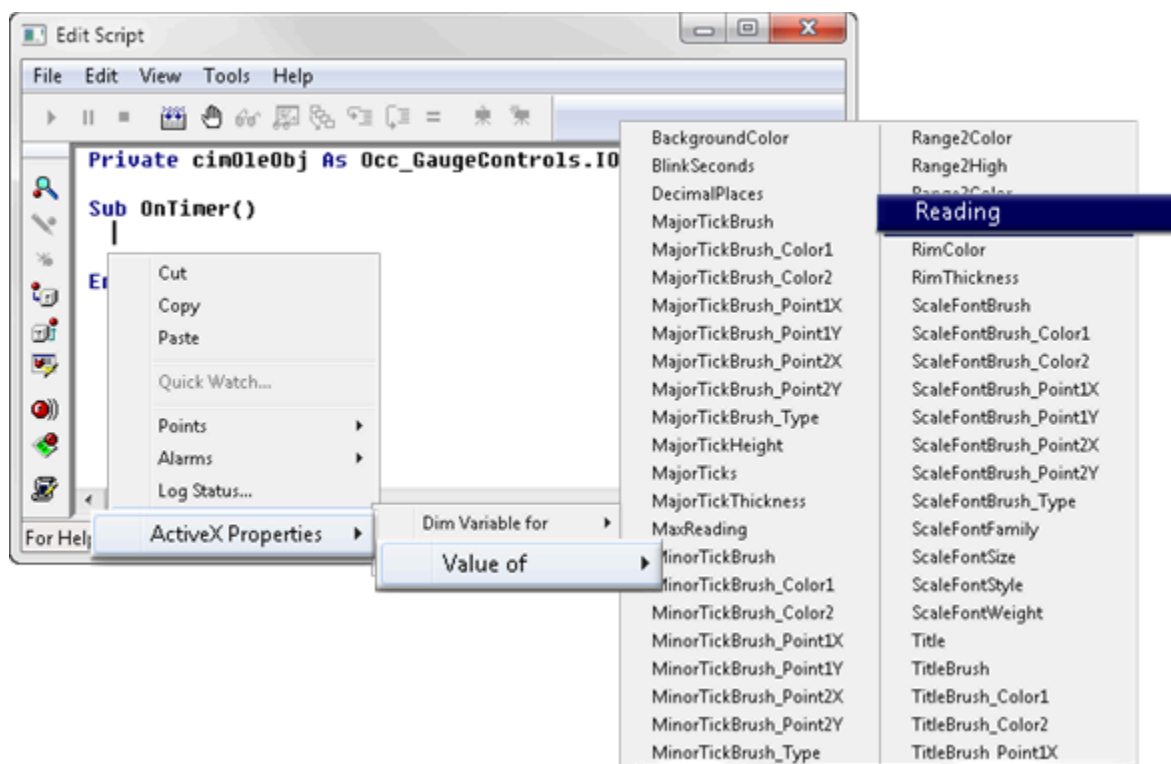 Edit Script
File Edit View Tools Help
Private cimOleObj As Occ_GaugeControls.IO
Sub OnTimer()
Cut
Copy
Paste
Quick Watch...
Points
Alarms
Log Status...
ActiveX Properties
For Help
Dim Variable for
Value of
BackgroundColor
BlinkSeconds
DecimalPlaces
MajorTickBrush
MajorTickBrush_Color1
MajorTickBrush_Color2
MajorTickBrush_Point1X
MajorTickBrush_Point1Y
MajorTickBrush_Point2X
MajorTickBrush_Point2Y
MajorTickBrush_Type
MajorTickHeight
MajorTicks
MajorTickThickness
MaxReading
MinorTickBrush
MinorTickBrush_Color1
MinorTickBrush_Color2
MinorTickBrush_Point1X
MinorTickBrush_Point1Y
MinorTickBrush_Point2X
MinorTickBrush_Point2Y
MinorTickBrush_Type
Range2Color
Range2High
Range2Color
Reading
RimColor
RimThickness
ScaleFontBrush
ScaleFontBrush_Color1
ScaleFontBrush_Color2
ScaleFontBrush_Point1X
ScaleFontBrush_Point1Y
ScaleFontBrush_Point2X
ScaleFontBrush_Point2Y
ScaleFontBrush_Type
ScaleFontFamily
ScaleFontSize
ScaleFontStyle
ScaleFontWeight
Title
TitleBrush
TitleBrush_Color1
TitleBrush_Color2
TitleBrush_Point1X